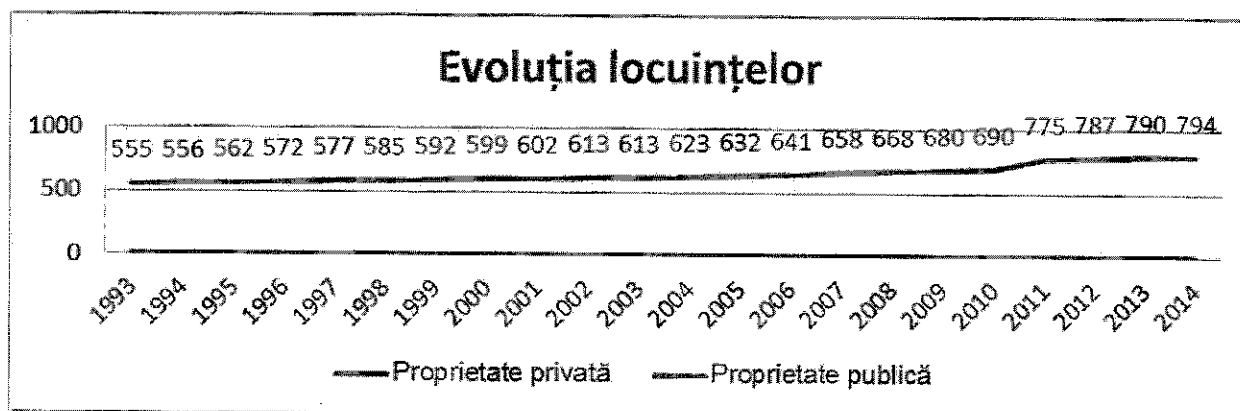 Evoluția locuințelor
1000
555 556 562 572 577 585 592 599 602 613 613 623 632 641 658 668 680 690 775 787 790 794
500
0
1993 1994 1995 1996 1997 1998 1999 2000 2001 2002 2003 2004 2005 2006 2007 2008 2009 2010 2011 2012 2013 2014
Proprietate privată Proprietate publică